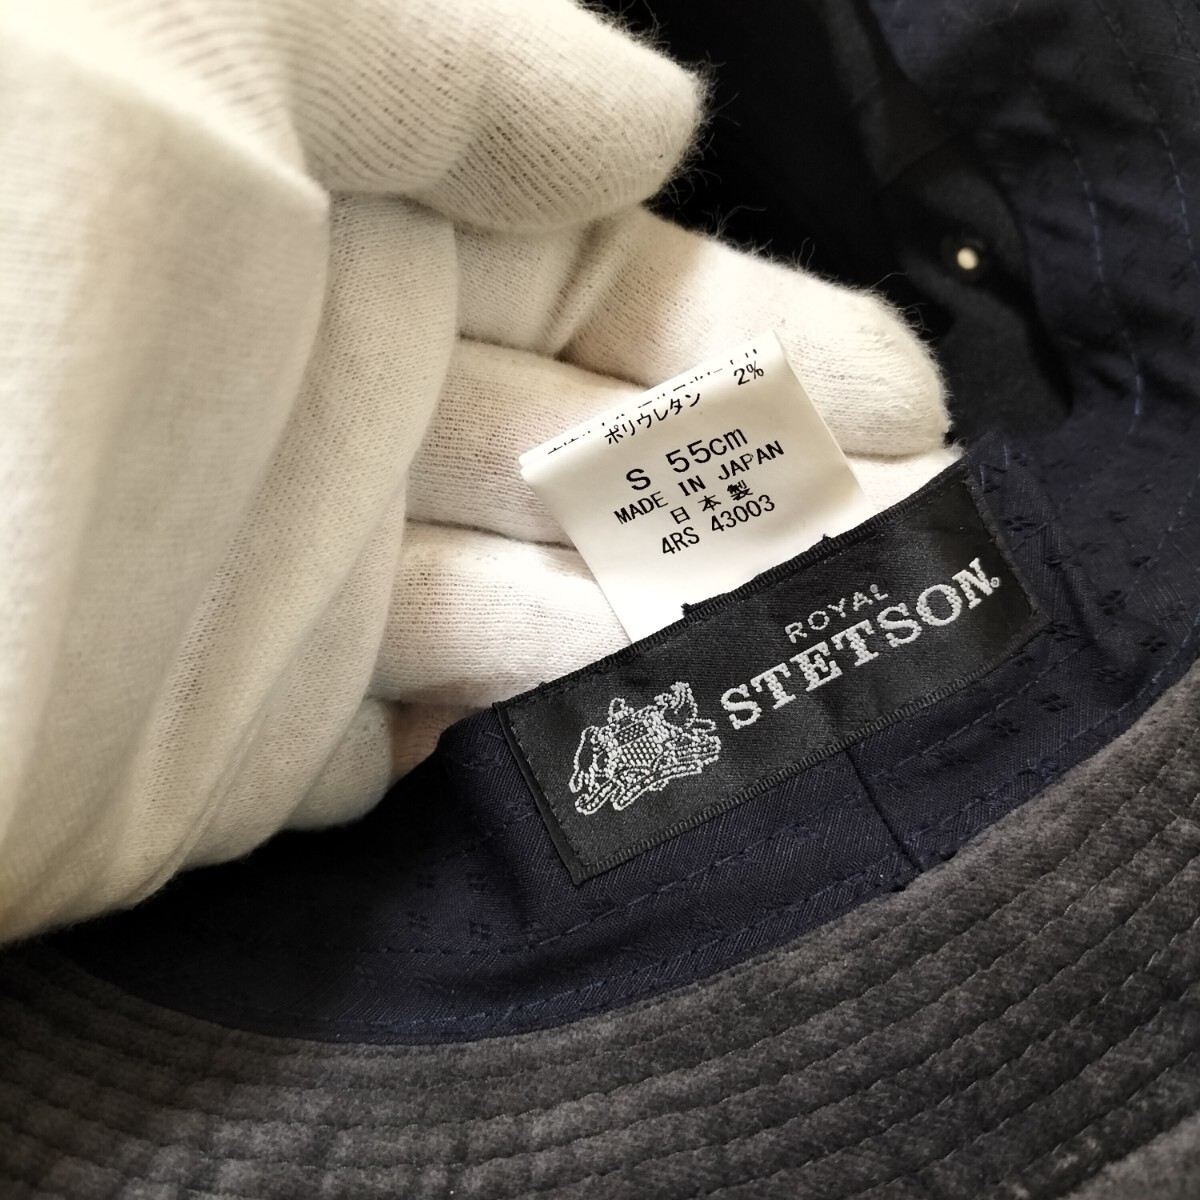 ポリウレタン 2%
S 55cm
MADE IN JAPAN
日本製
4RS 43003
ROYAL
STETSON®